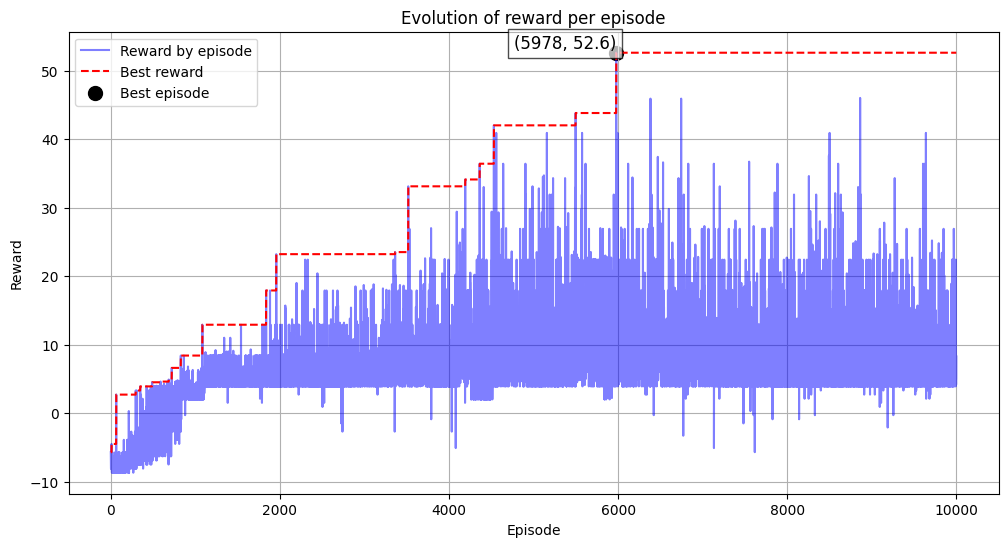 Evolution of reward per episode
(5978, 52.6)
Reward by episode
Best reward
Best episode
50
40
30
20
10
0
−10
Reward
0
2000
4000
6000
8000
10000
Episode